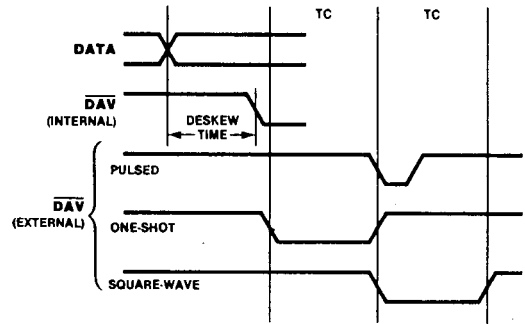 TC TC
DATA
DAV
(INTERNAL)
DESKEW
TIME
PULSED
DAV
(EXTERNAL)
ONE-SHOT
SQUARE-WAVE